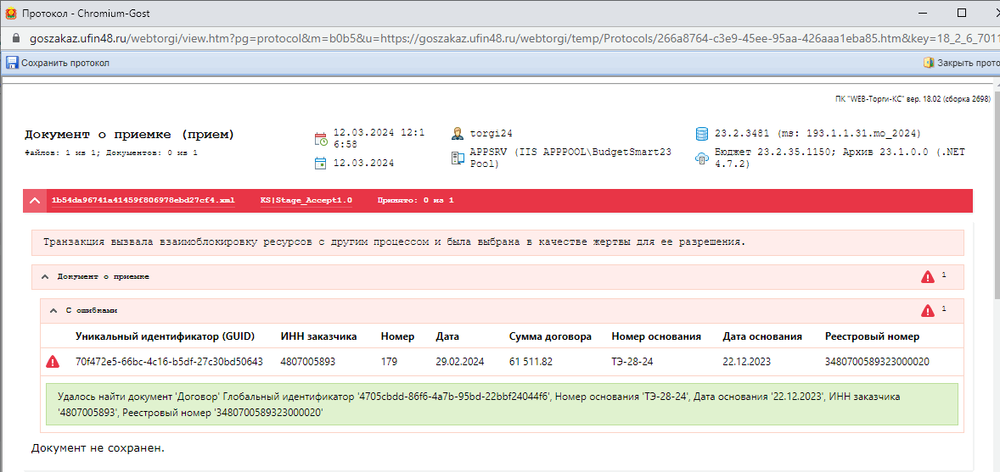 Протокол - Chromium-Gost
goszakaz.ufin48.ru/webtorgi/view.htm?pg=protocol&m=b0b5&u=https://goszakaz.ufin48.ru/webtorgi/temp/Protocols/266a8764-c3e9-45ee-95aa-426aaa1eba85.htm&key=18_2_6_7011
Сохранить протокол
Закрыть прото
ПК "WEB-Торги-КС" вер. 18.02 (сборка 2698)
Документ о приемке (прием)
Файлов: 1 из 1; Документов: 0 из 1
12.03.2024 12:1
6:58
12.03.2024
torgi24
APPSRV (IIS APPPOOL\BudgetSmart23
Pool)
23.2.3481 (ms: 193.1.1.31.mo_2024)
Бюджет 23.2.35.1150; Архив 23.1.0.0 (.NET
4.7.2)
1b54da96741a41459f806978ebd27cf4.xml KS|Stage_Accept1.0 Принято: 0 из 1
Транзакция вызвала взаимоблокировку ресурсов с другим процессом и была выбрана в качестве жертвы для ее разрешения.
Документ о приемке 1
С ошибками 1
Уникальный идентификатор (GUID) ИНН заказчика Номер Дата Сумма договора Номер основания Дата основания Реестровый номер
70f472e5-66bc-4c16-b5df-27c30bd50643 4807005893 179 29.02.2024 61 511.82 ТЭ-28-24 22.12.2023 3480700589323000020
Удалось найти документ 'Договор' Глобальный идентификатор '4705cbdd-86f6-4a7b-95bd-22bbf24044f6', Номер основания 'ТЭ-28-24', Дата основания '22.12.2023', ИНН заказчика
'4807005893', Реестровый номер '3480700589323000020'
Документ не сохранен.